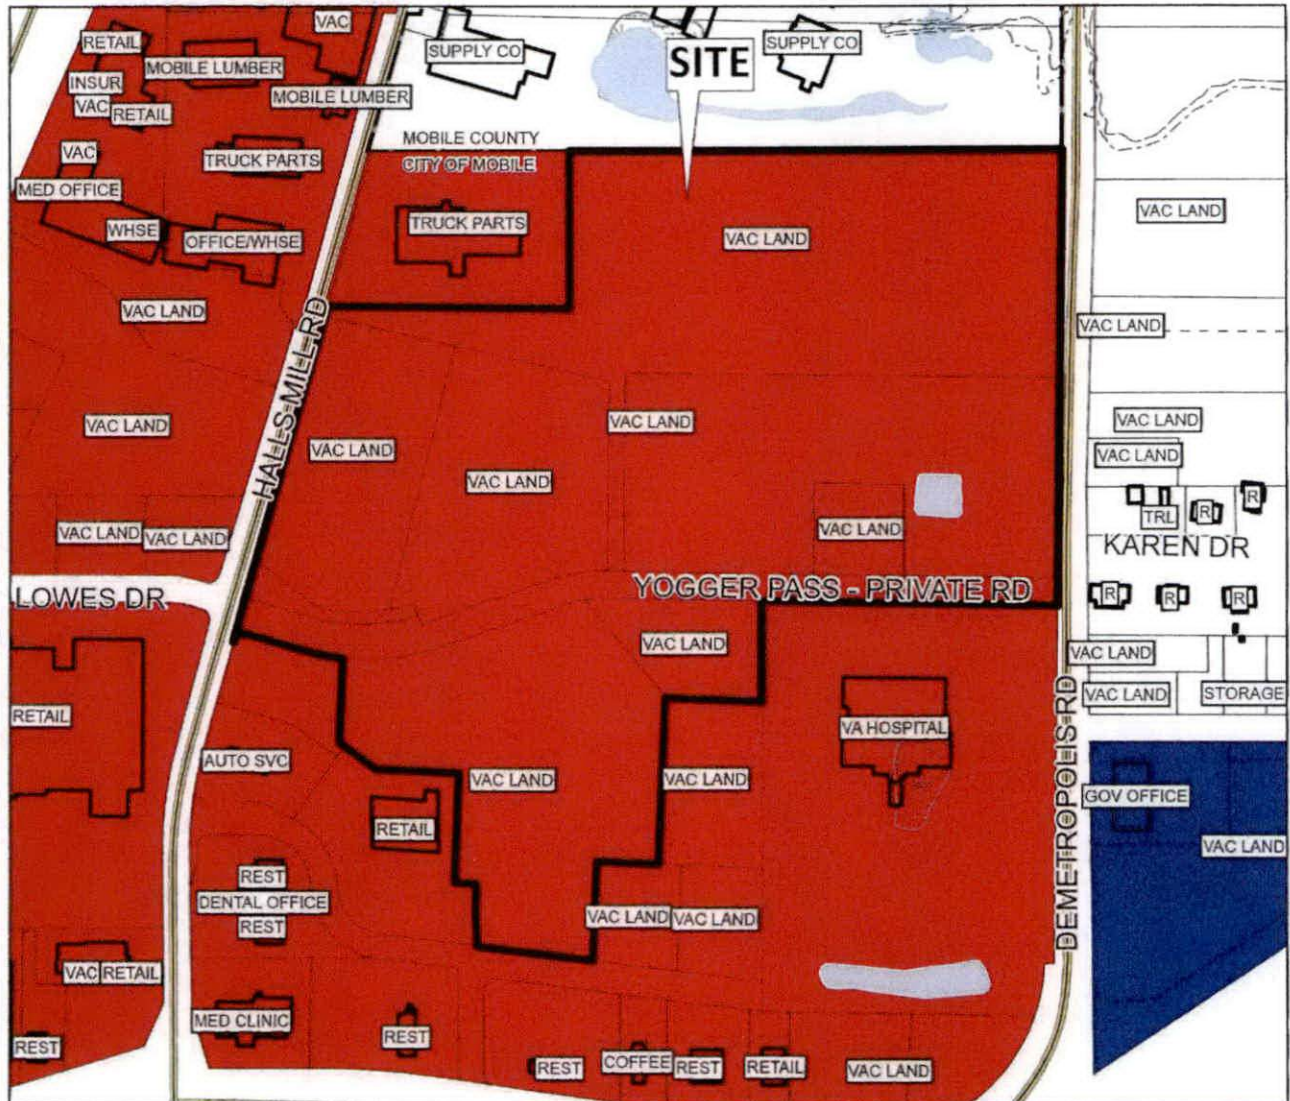 VAC
RETAIL
SUPPLY CO
SUPPLY CO
SITE
MOBILE LUMBER
INSUR
MOBILE LUMBER
VAC
RETAIL
MOBILE COUNTY
CITY OF MOBILE
VAC
TRUCK PARTS
MED OFFICE
TRUCK PARTS
VAC LAND
VAC LAND
WHSE
OFFICE/WHSE
VAC LAND
VAC LAND
HALLS MILL RD
VAC LAND
VAC LAND
VAC LAND
VAC LAND
VAC LAND
VAC LAND
VAC LAND
TRL
R
R
VAC LAND
VAC LAND
VAC LAND
KAREN DR
LOWES DR
YOGGER PASS - PRIVATE RD
R
R
R
VAC LAND
VAC LAND
VAC LAND
STORAGE
RETAIL
VA HOSPITAL
DEMETROPOLIS RD
AUTO SVC
VAC LAND
VAC LAND
GOV OFFICE
RETAIL
VAC LAND
REST
DENTAL OFFICE
REST
VAC LAND
VAC LAND
VAC
RETAIL
MED CLINIC
REST
REST
REST
COFFEE
REST
RETAIL
VAC LAND